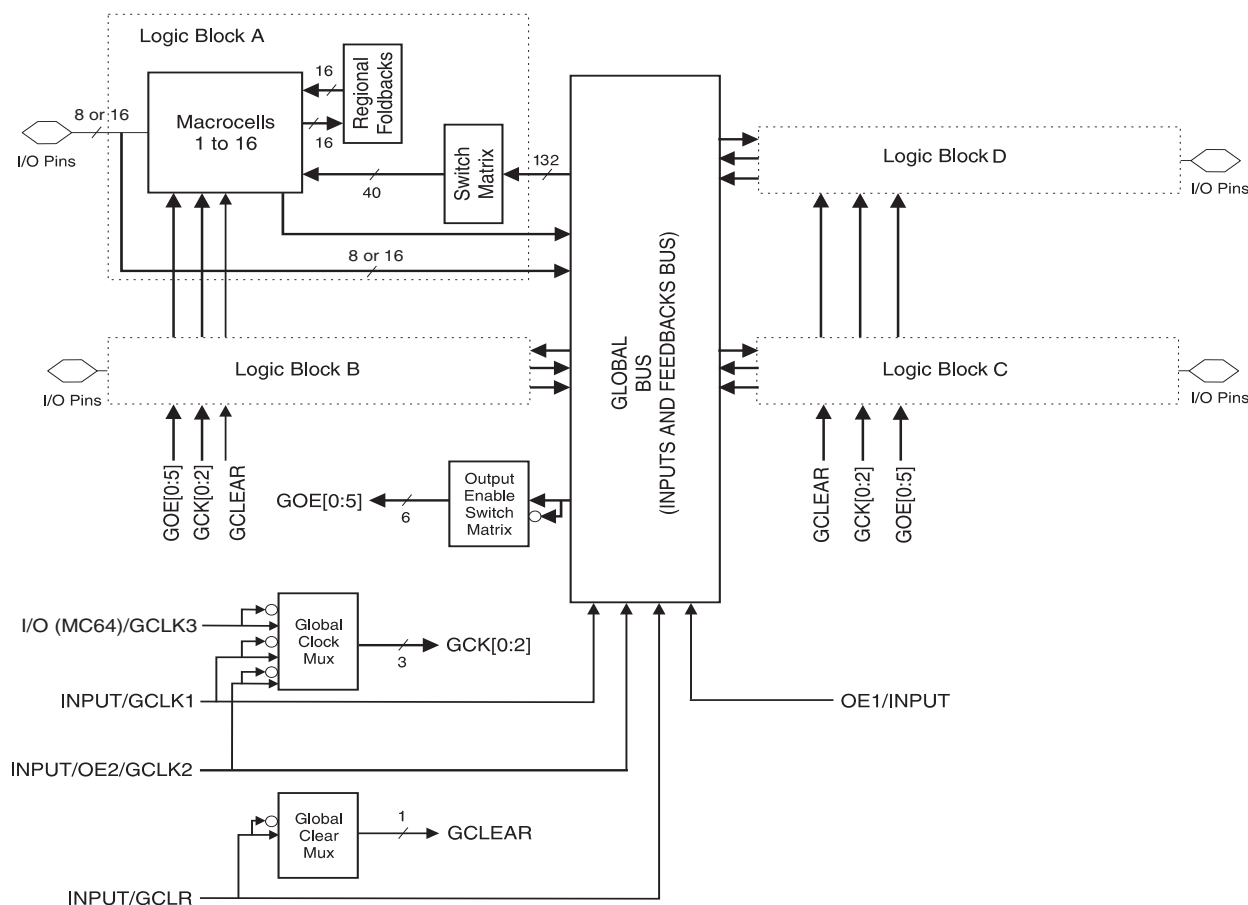 Logic Block A
8 or 16
I/O Pins
Macrocells
1 to 16
16
16
Regional
Foldbacks
40
Switch
Matrix
132
8 or 16
GLOBAL
BUS
(INPUTS AND FEEDBACKS BUS)
Logic Block D
I/O Pins
Logic Block B
I/O Pins
Logic Block C
I/O Pins
GOE[0:5]
GCK[0:2]
GCLEAR
GCLEAR
GCK[0:2]
GOE[0:5]
GOE[0:5]
6
Output
Enable
Switch
Matrix
I/O (MC64)/GCLK3
Global
Clock
Mux
3
GCK[0:2]
INPUT/GCLK1
OE1/INPUT
INPUT/OE2/GCLK2
Global
Clear
Mux
1
GCLEAR
INPUT/GCLR